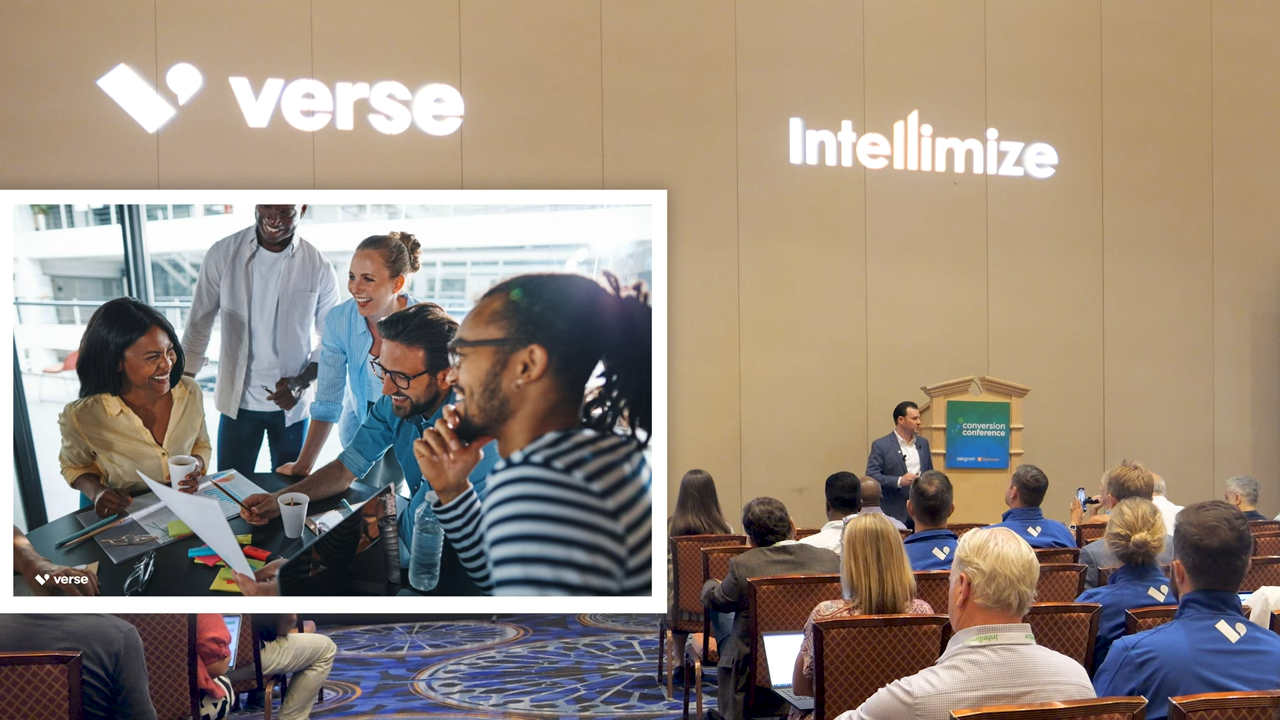 verse
Intellimize
conversion
conference
verse